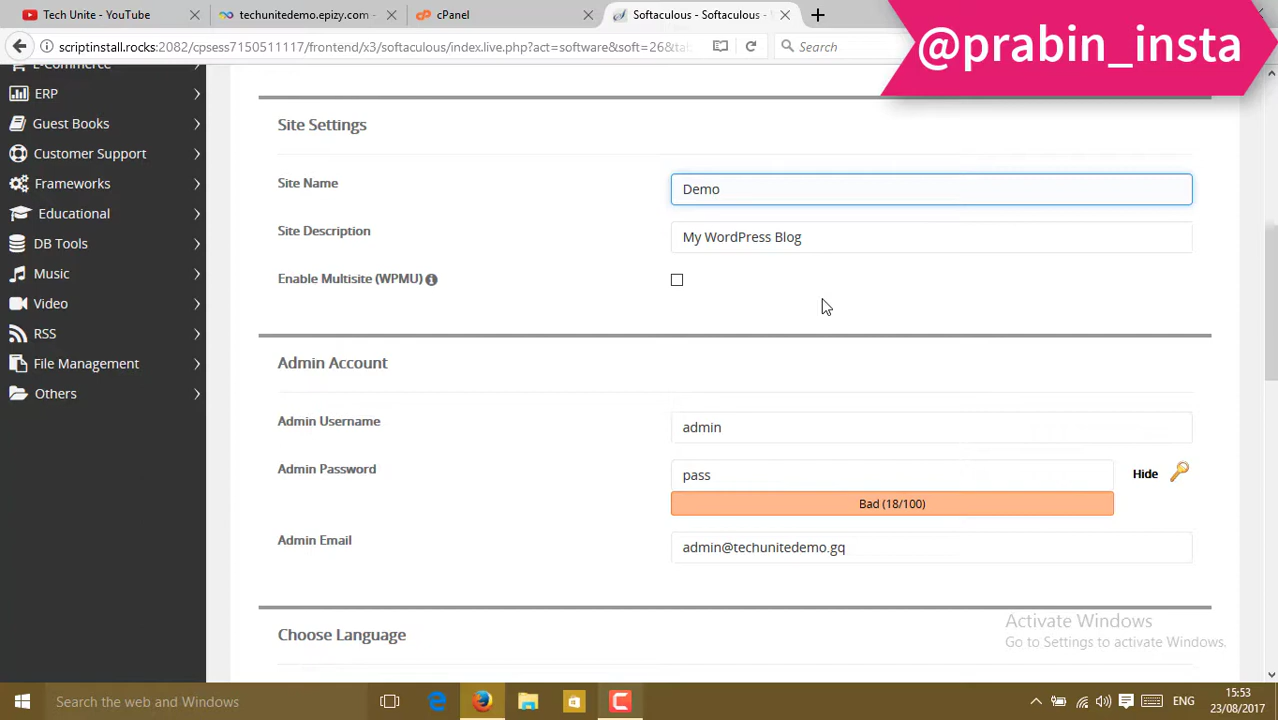 Tech Unite - YouTube
techunitedemo.epizy.com -
cPanel
Softaculous - Softaculous -
@prabin_insta
scriptinstall.rocks:2082/cpsess7150511117/frontend/x3/softaculous/index.live.php?act=software&soft=26&tab
Search
E-Commerce
ERP
Guest Books
Customer Support
Frameworks
Educational
DB Tools
Music
Video
RSS
File Management
Others
Site Settings
Site Name
Demo
Site Description
My WordPress Blog
Enable Multisite (WPMU)
Admin Account
Admin Username
admin
Admin Password
pass
Hide
Bad (18/100)
Admin Email
admin@techunitedemo.gq
Choose Language
Activate Windows
Go to Settings to activate Windows.
Search the web and Windows
ENG
15:53
23/08/2017